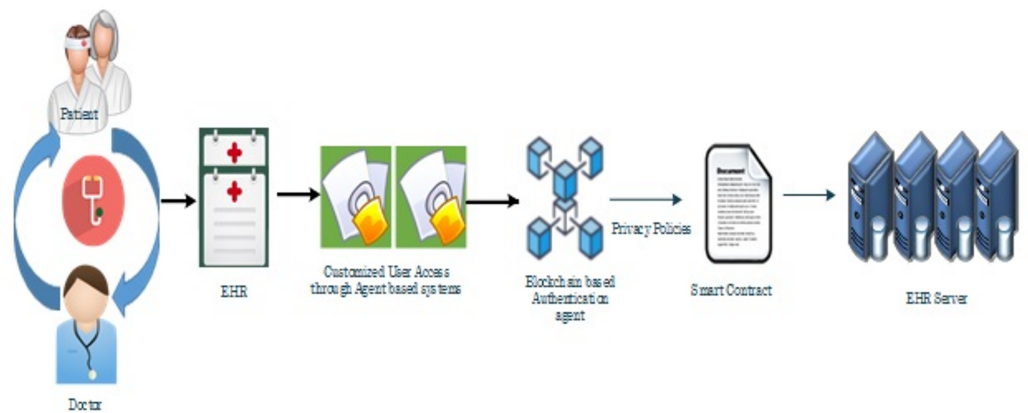 Patient
Doctor
EHR
Customized User Access
through Agent based systems
Blockchain based
Authentication
agent
Privacy Policies
Document
Smart Contract
EHR Server